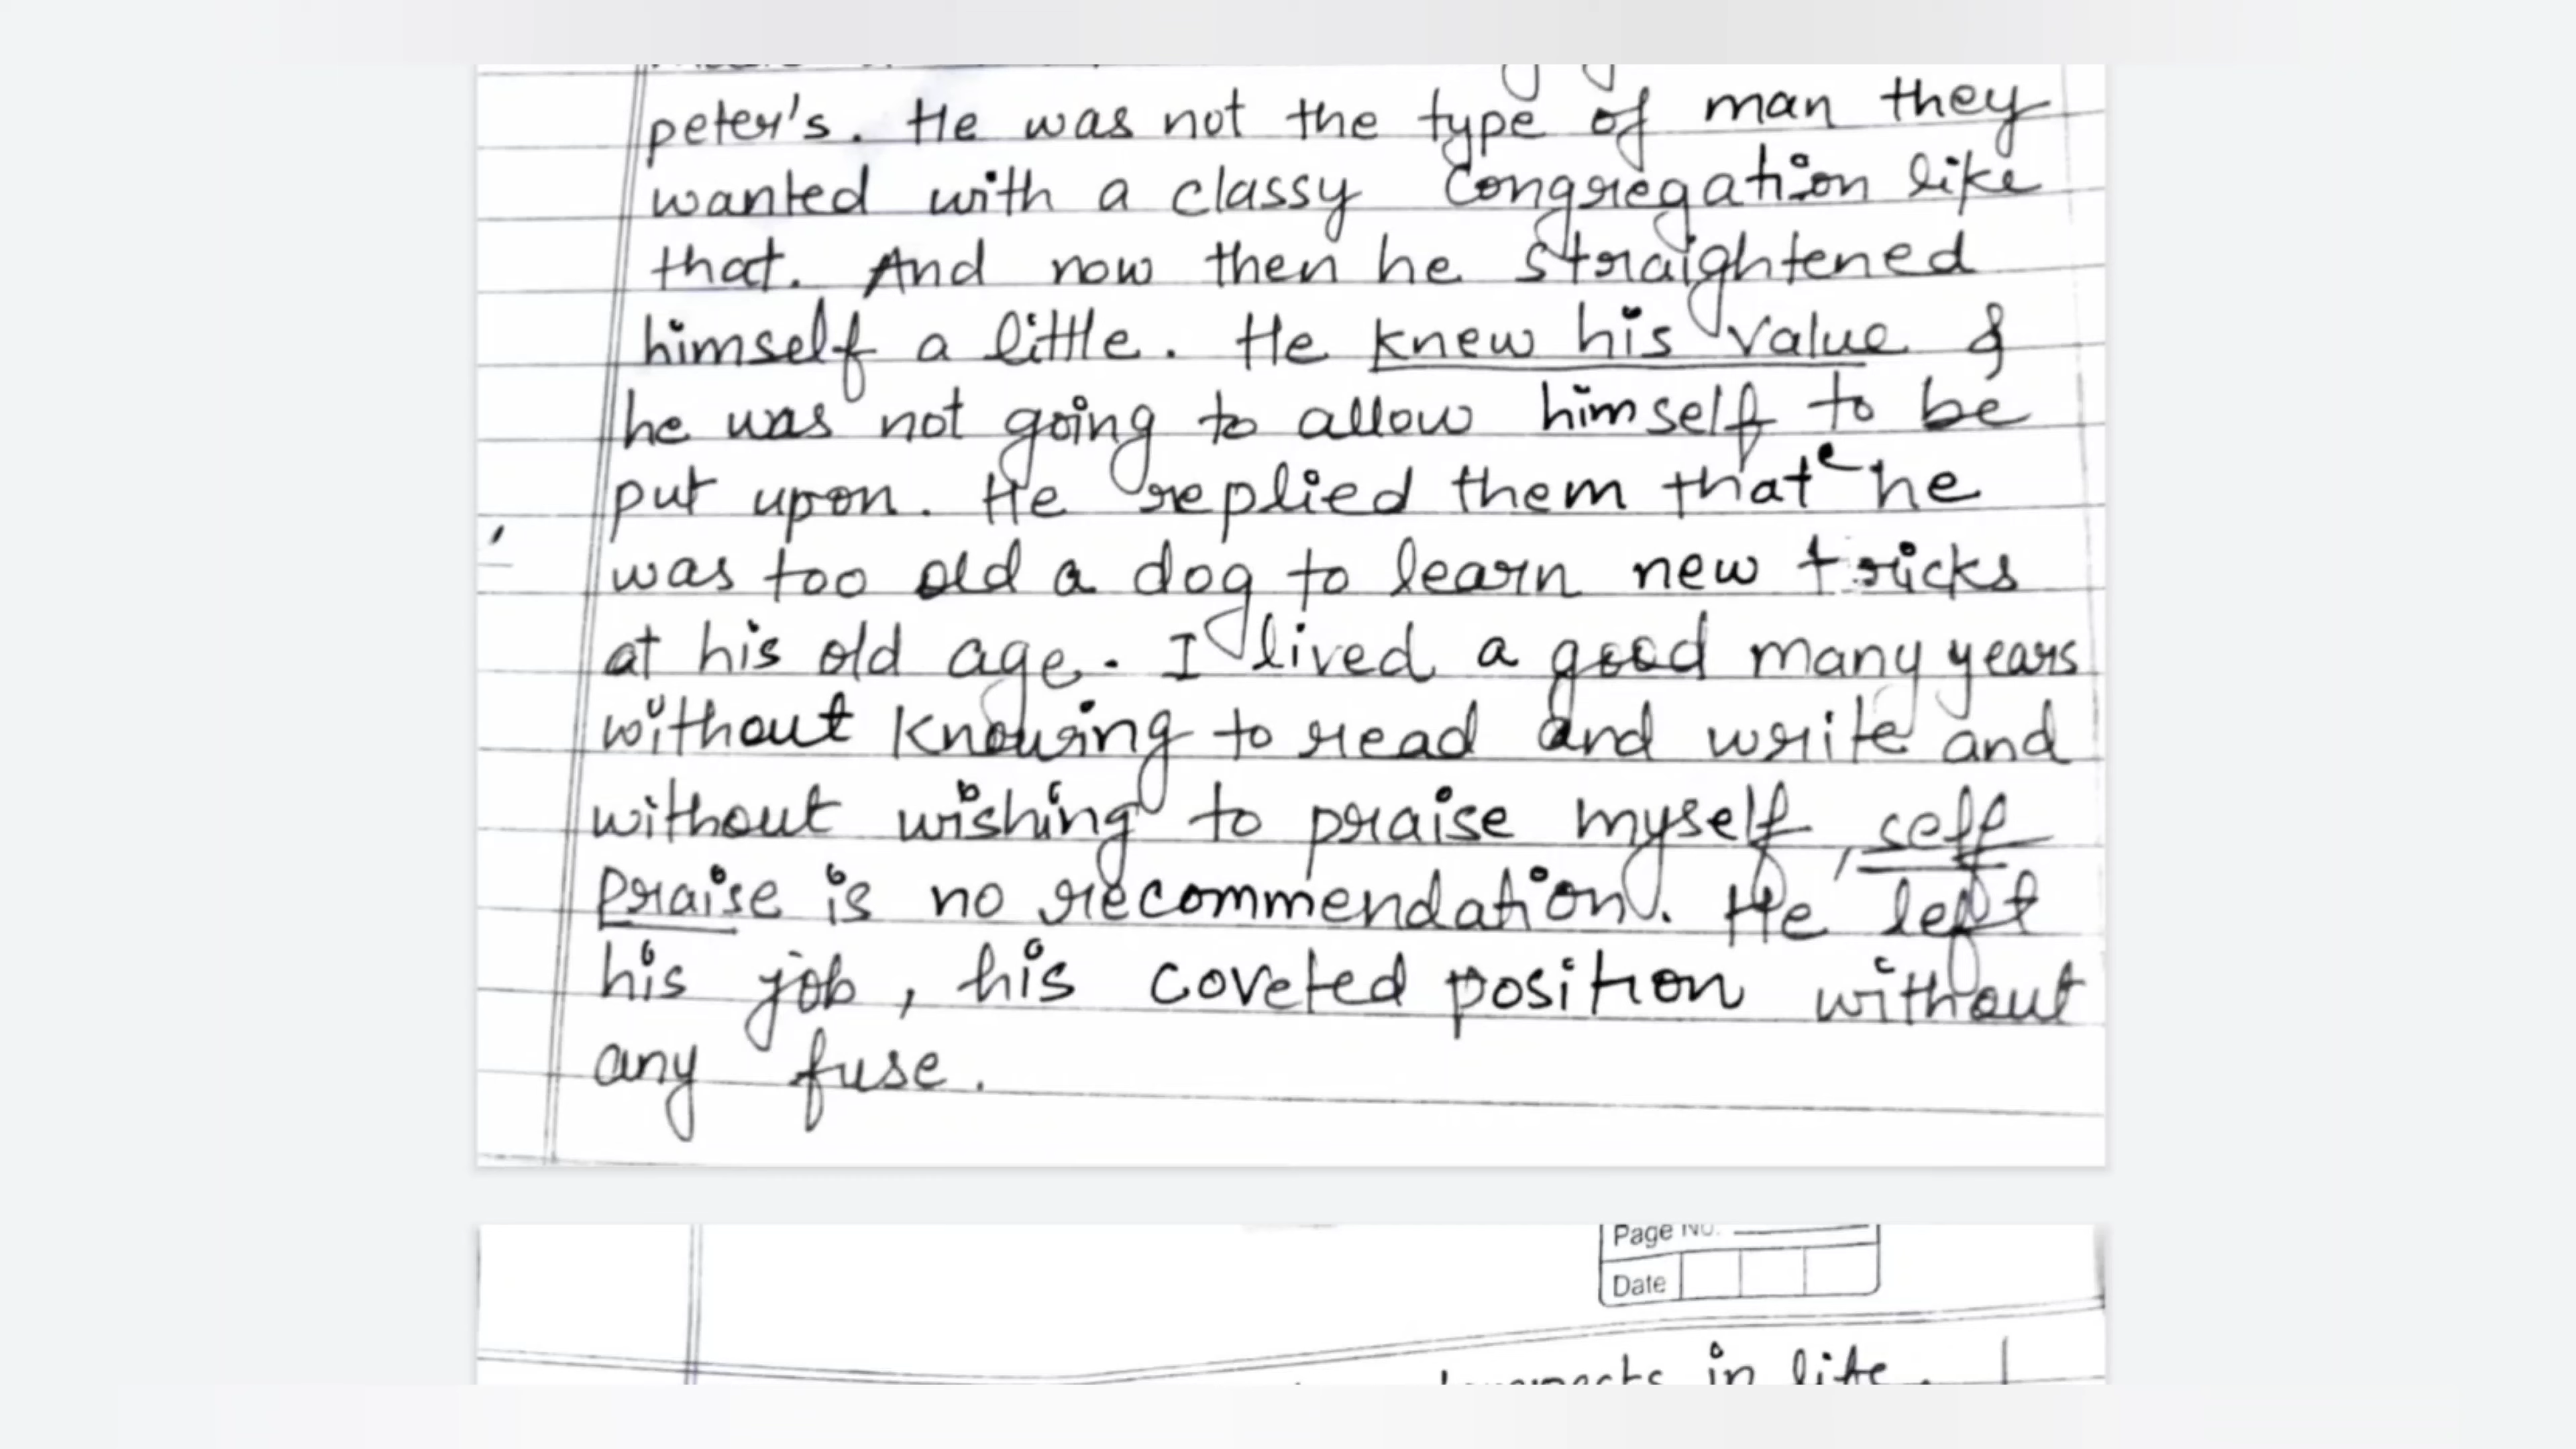 peter's. He was not the type of man they
wanted with a classy Congregation like
that. And now then he straightened
himself a little. He knew his value &
he was not going to allow himself to be
put upon. He replied them that he
was too old a dog to learn new tricks
at his old age. I lived a good many years
without knowing to read and write and
without wishing to praise myself, self
praise is no recommendation. He left
his job, his coveted position without
any fuse.
Page No.
Date
in life.